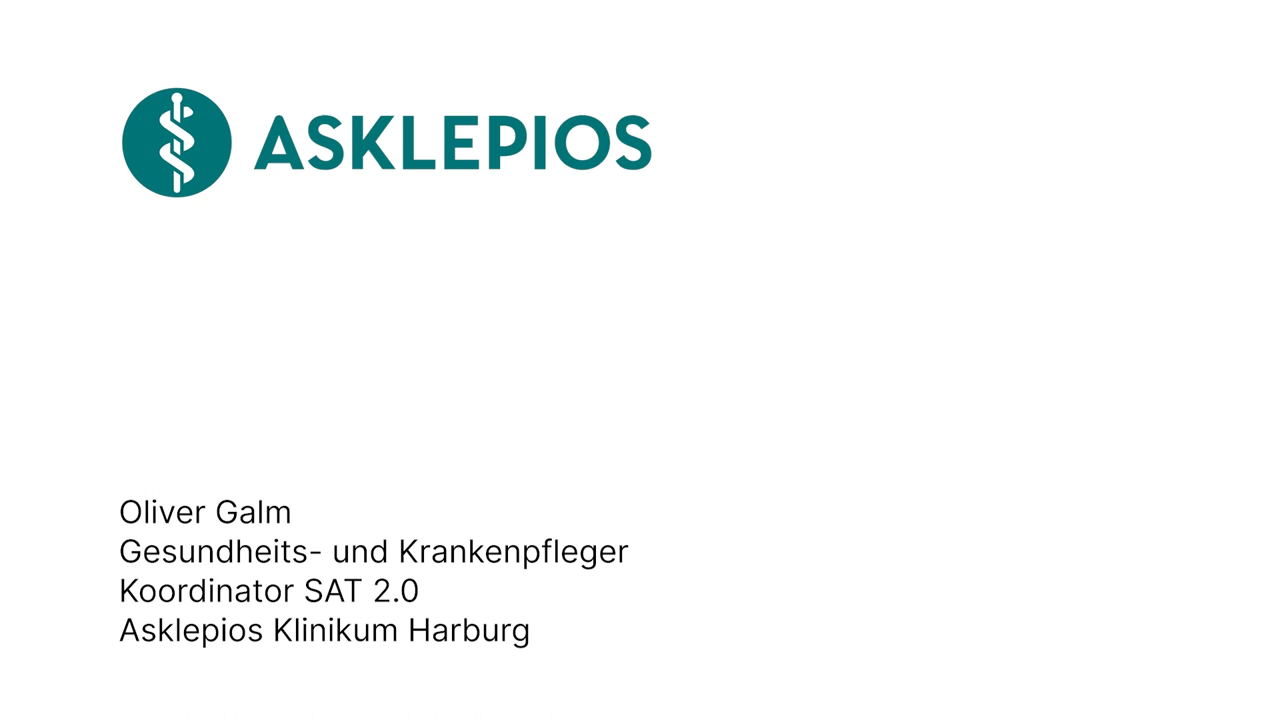 ASKLEPIOS
Oliver Galm
Gesundheits- und Krankenpfleger
Koordinator SAT 2.0
Asklepios Klinikum Harburg